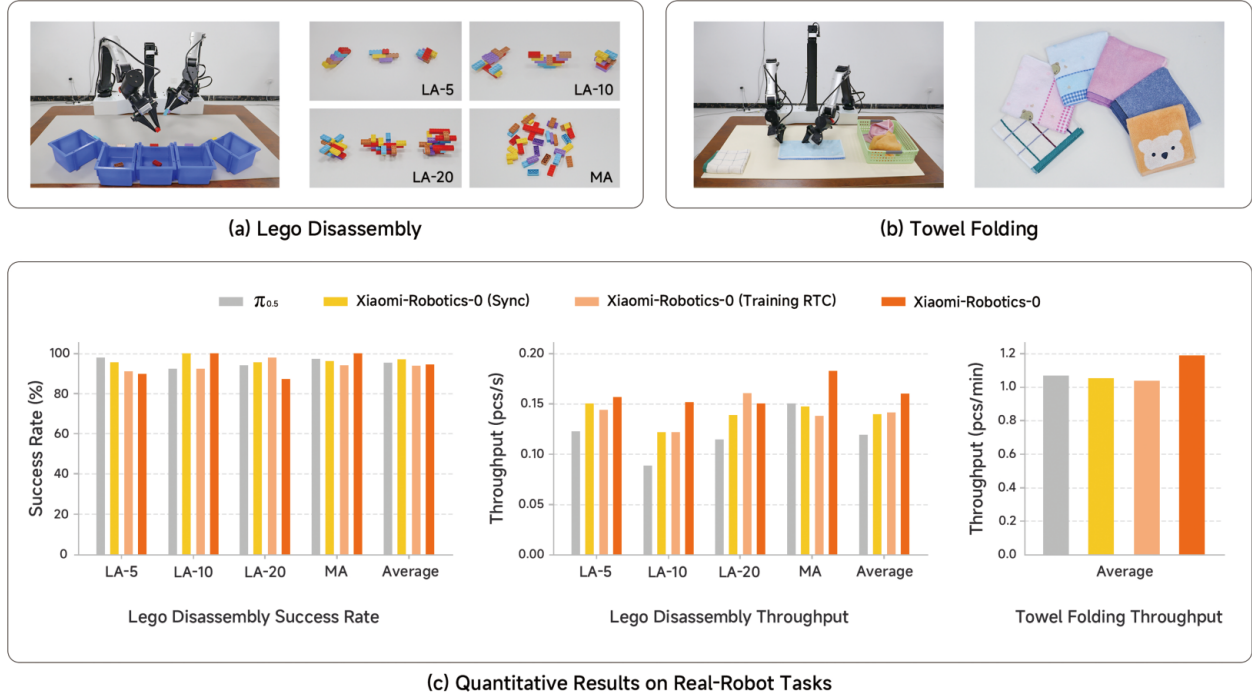 LA-5
LA-10
LA-20
MA
(a) Lego Disassembly
(b) Towel Folding
π0.5
Xiaomi-Robotics-0 (Sync)
Xiaomi-Robotics-0 (Training RTC)
Xiaomi-Robotics-0
Success Rate (%)
100
80
60
40
20
0
LA-5
LA-10
LA-20
MA
Average
Lego Disassembly Success Rate
Throughput (pcs/s)
0.20
0.15
0.10
0.05
0.00
LA-5
LA-10
LA-20
MA
Average
Lego Disassembly Throughput
Throughput (pcs/min)
1.2
1.0
0.8
0.6
0.4
0.2
0.0
Average
Towel Folding Throughput
(c) Quantitative Results on Real-Robot Tasks